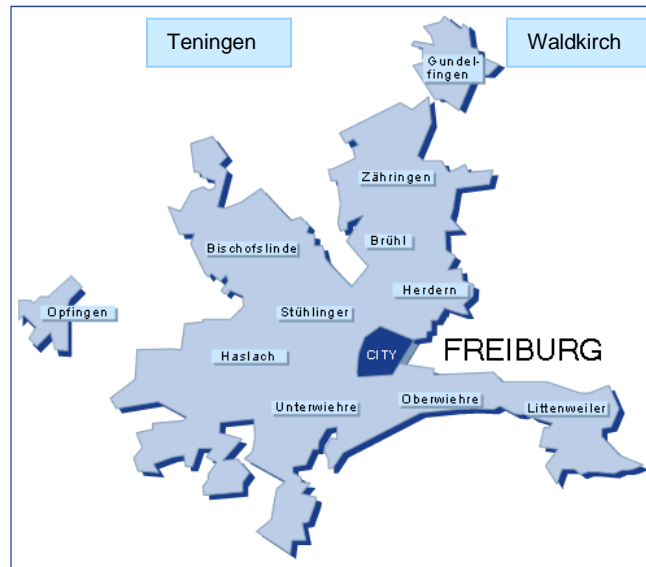 Teningen
Waldkirch
Gundel-
fingen
Zähringen
Bischofslinde
Brühl
Herdern
Opfingen
Stühlinger
FREIBURG
Haslach
CITY
Unterwiehre
Oberwiehre
Littenweiler